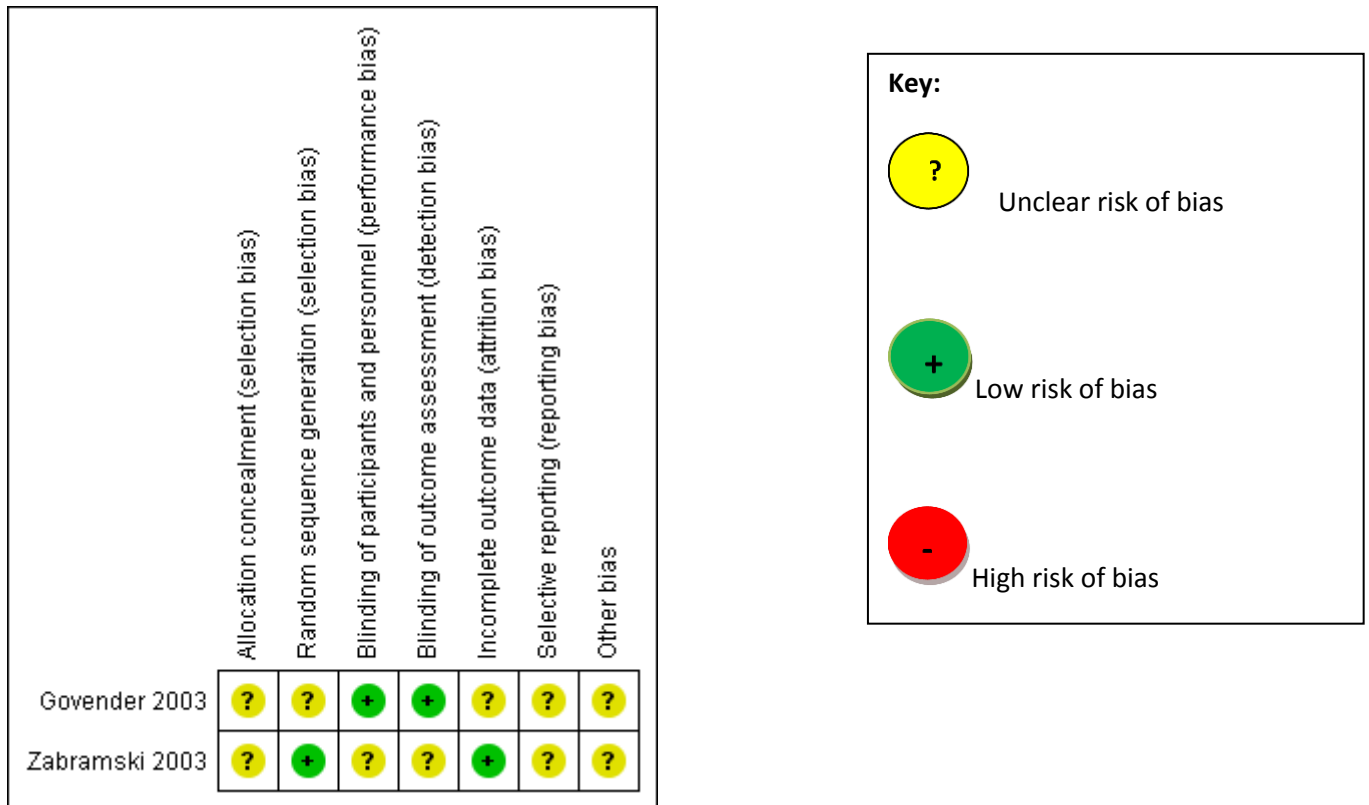 Allocation concealment (selection bias)
Random sequence generation (selection bias)
Blinding of participants and personnel (performance bias)
Blinding of outcome assessment (detection bias)
Incomplete outcome data (attrition bias)
Selective reporting (reporting bias)
Other bias
Govender 2003 ? ? + + ? ? ?
Zabramski 2003 ? + ? ? + ? ?
Key:
?
Unclear risk of bias
+
Low risk of bias
-
High risk of bias